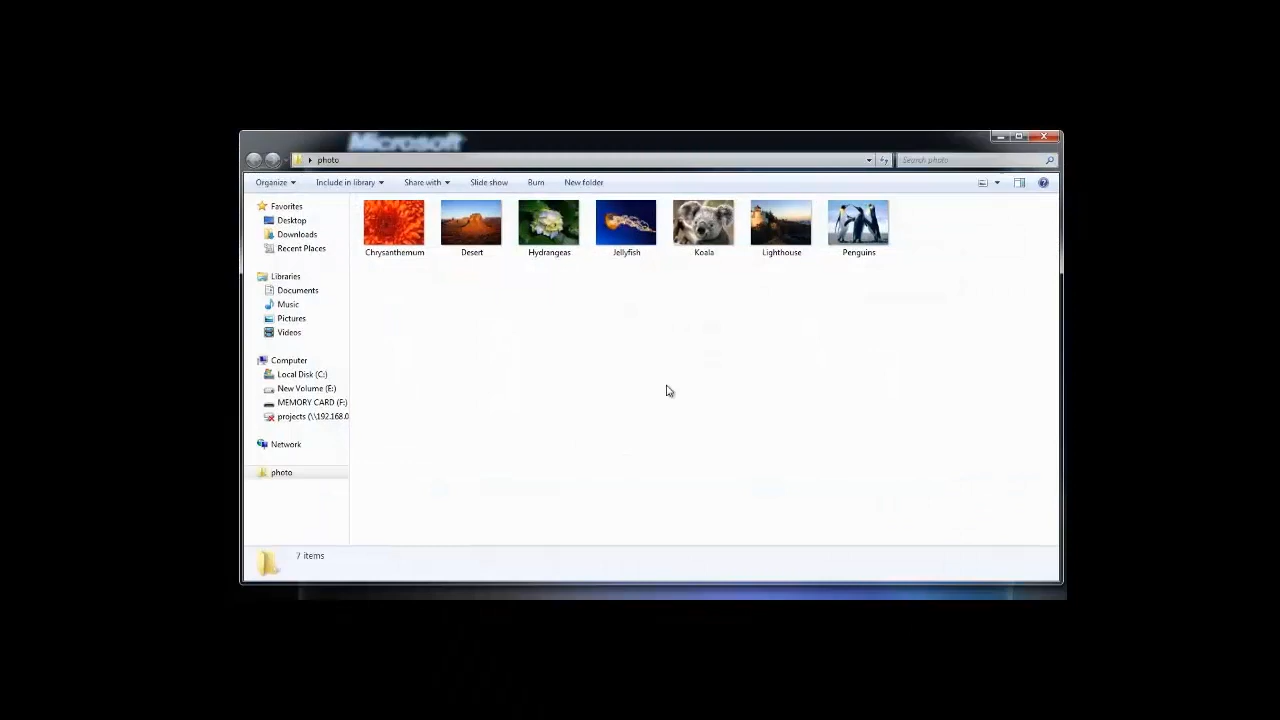 Microsoft
photo
Search photo
Organize
Include in library
Share with
Slide show
Burn
New folder
Favorites
Desktop
Downloads
Recent Places
Libraries
Documents
Music
Pictures
Videos
Computer
Local Disk (C:)
New Volume (E:)
MEMORY CARD (F:)
projects (\\192.168.0
Network
photo
Chrysanthemum
Desert
Hydrangeas
Jellyfish
Koala
Lighthouse
Penguins
7 items